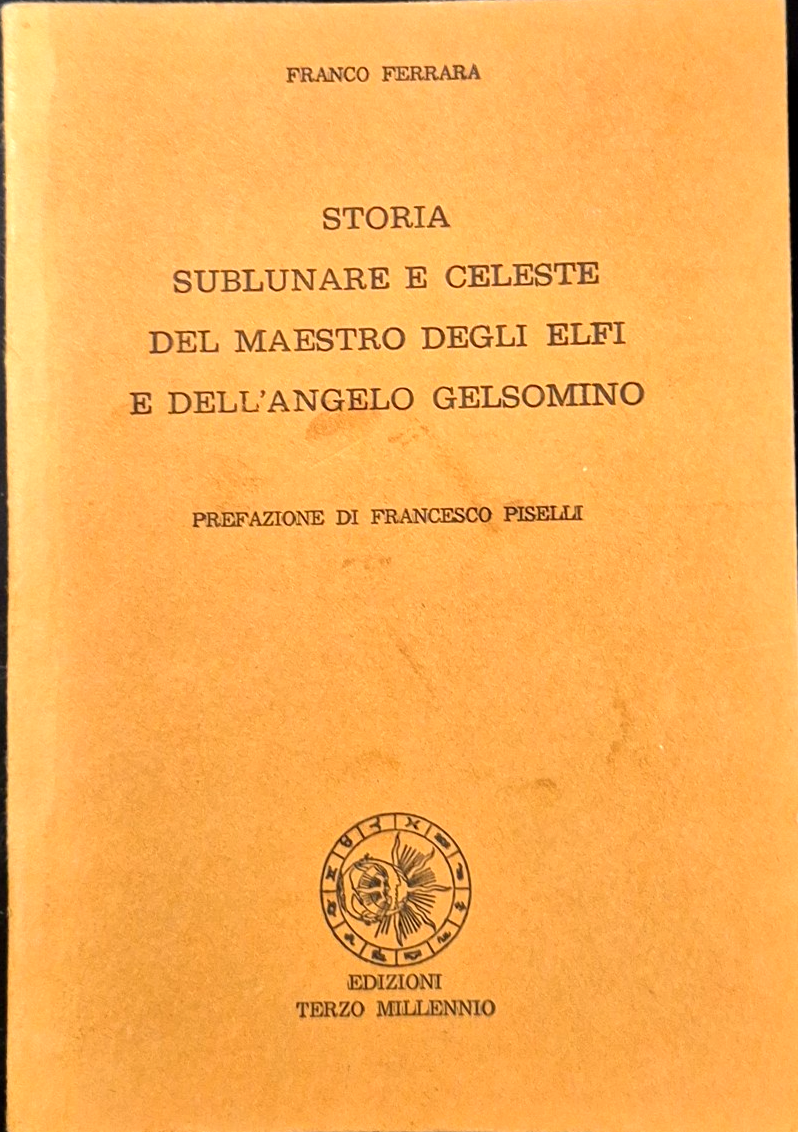 FRANCO FERRARA
STORIA
SUBLUNARE E CELESTE
DEL MAESTRO DEGLI ELFI
E DELL'ANGELO GELSOMINO
PREFAZIONE DI FRANCESCO PISELLI
EDIZIONI
TERZO MILLENNIO